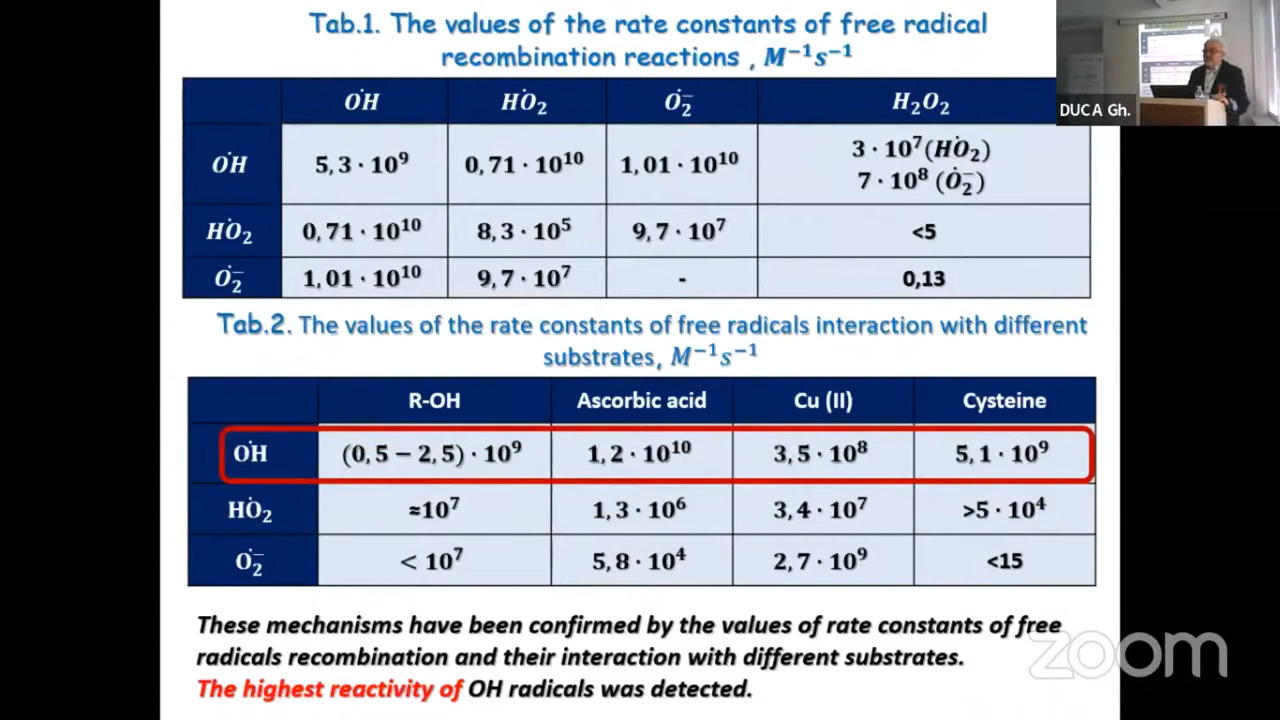 Tab.1. The values of the rate constants of free radical
recombination reactions , M⁻¹s⁻¹
DUCA Gh.
ȮH HȮ₂ Ȯ₂⁻ H₂O₂
ȮH 5,3·10⁹ 0,71·10¹⁰ 1,01·10¹⁰ 3·10⁷(HȮ₂)
7·10⁸ (Ȯ₂⁻)
HȮ₂ 0,71·10¹⁰ 8,3·10⁵ 9,7·10⁷ <5
Ȯ₂⁻ 1,01·10¹⁰ 9,7·10⁷ - 0,13
Tab.2. The values of the rate constants of free radicals interaction with different
substrates, M⁻¹s⁻¹
R-OH Ascorbic acid Cu (II) Cysteine
ȮH (0,5−2,5)·10⁹ 1,2·10¹⁰ 3,5·10⁸ 5,1·10⁹
HȮ₂ ≈10⁷ 1,3·10⁶ 3,4·10⁷ >5·10⁴
Ȯ₂⁻ <10⁷ 5,8·10⁴ 2,7·10⁹ <15
These mechanisms have been confirmed by the values of rate constants of free
radicals recombination and their interaction with different substrates.
The highest reactivity of OH radicals was detected.
zoom